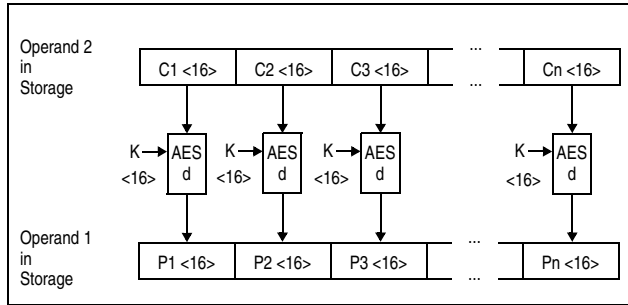 Operand 2
in
Storage
C1 <16> C2 <16> C3 <16> ... ... Cn <16>
K AES d K AES d K AES d K AES d
<16> <16> <16> <16>
Operand 1
in
Storage
P1 <16> P2 <16> P3 <16> ... ... Pn <16>